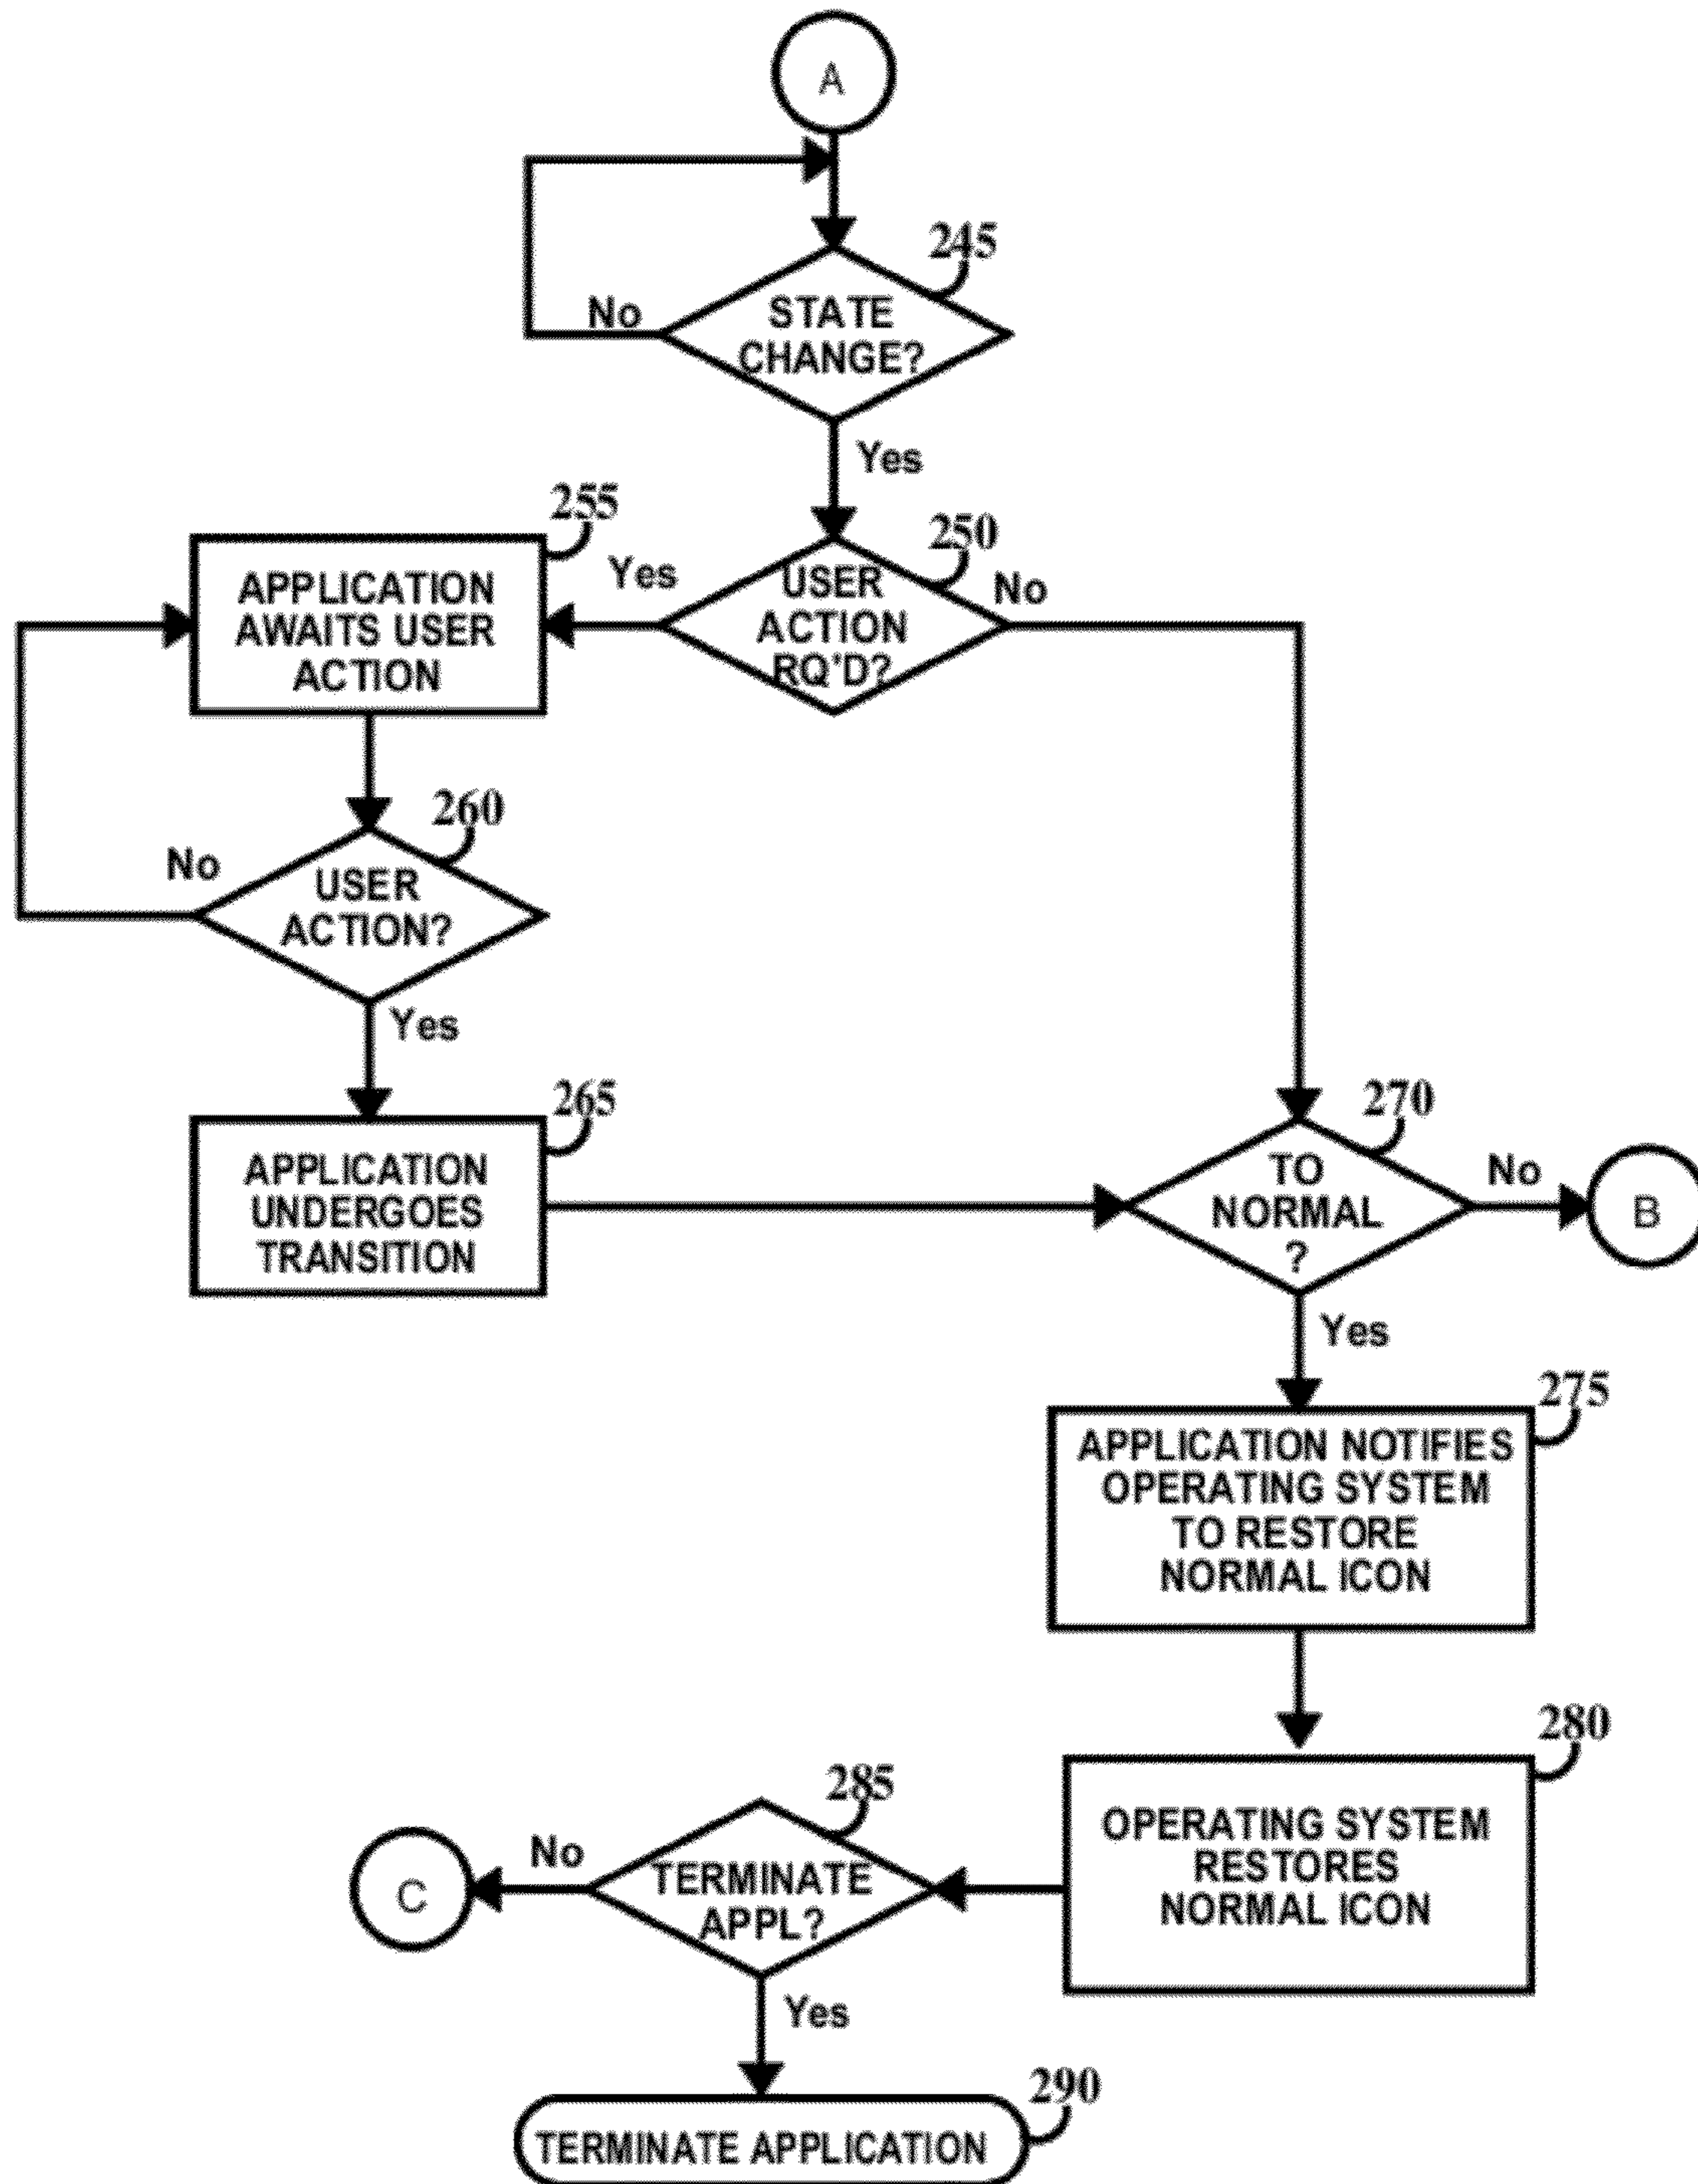 A
245
No
STATE
CHANGE?
Yes
255
250
Yes
No
APPLICATION
AWAITS USER
ACTION
USER
ACTION
RQ'D?
260
No
USER
ACTION?
Yes
265
270
APPLICATION
UNDERGOES
TRANSITION
TO
NORMAL
?
No
B
Yes
275
APPLICATION NOTIFIES
OPERATING SYSTEM
TO RESTORE
NORMAL ICON
280
285
OPERATING SYSTEM
RESTORES
NORMAL ICON
No
C
TERMINATE
APPL?
Yes
290
TERMINATE APPLICATION